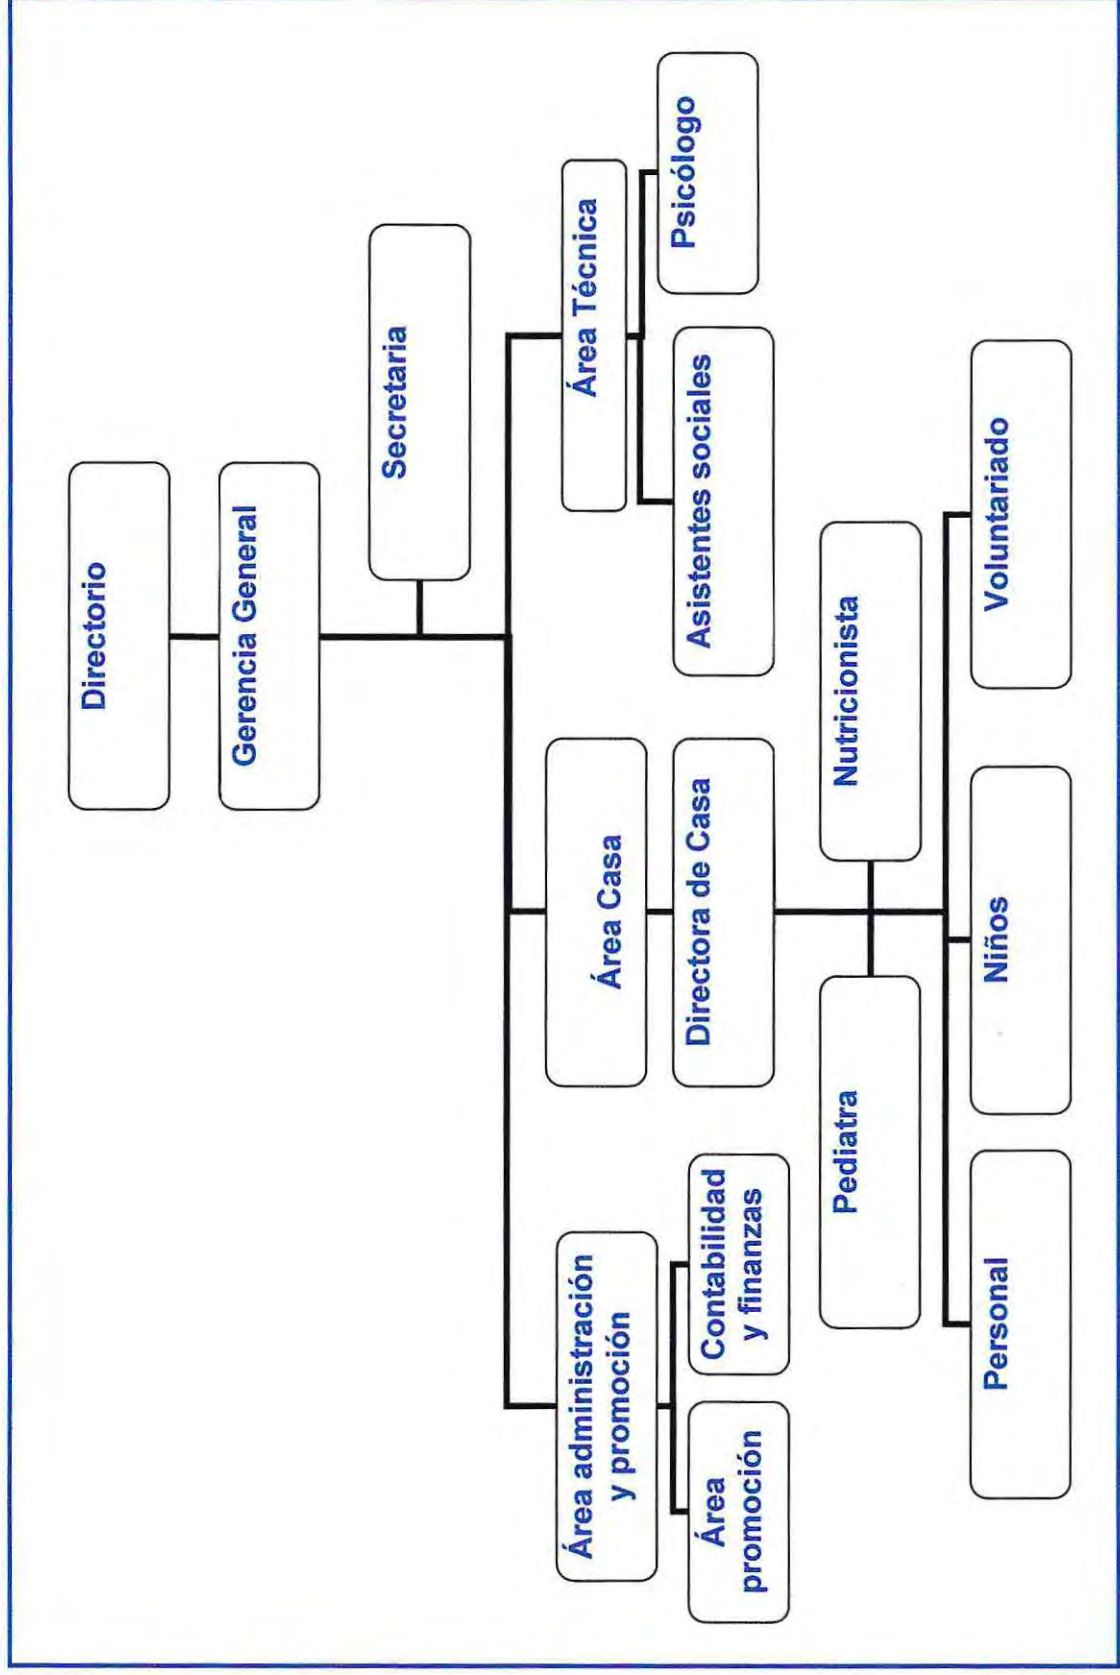 Directorio
Gerencia General
Secretaria
Área administración
y promoción
Área Casa
Área Técnica
Área
promoción
Contabilidad
y finanzas
Directora de Casa
Asistentes sociales
Psicólogo
Pediatra
Nutricionista
Personal
Niños
Voluntariado